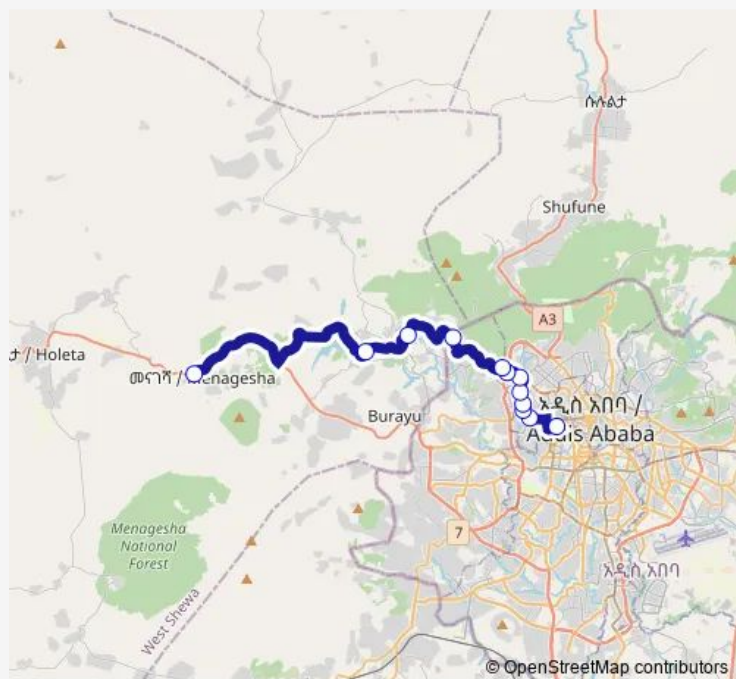 ሱሉልታ
Shufune
A3
ታ / Holeta
መናገሻ / Menagesha
Burayu
አዲስ አበባ /
Addis Ababa
7
Menagesha
National
Forest
አዲስ አበባ
West Shewa
© OpenStreetMap contributors